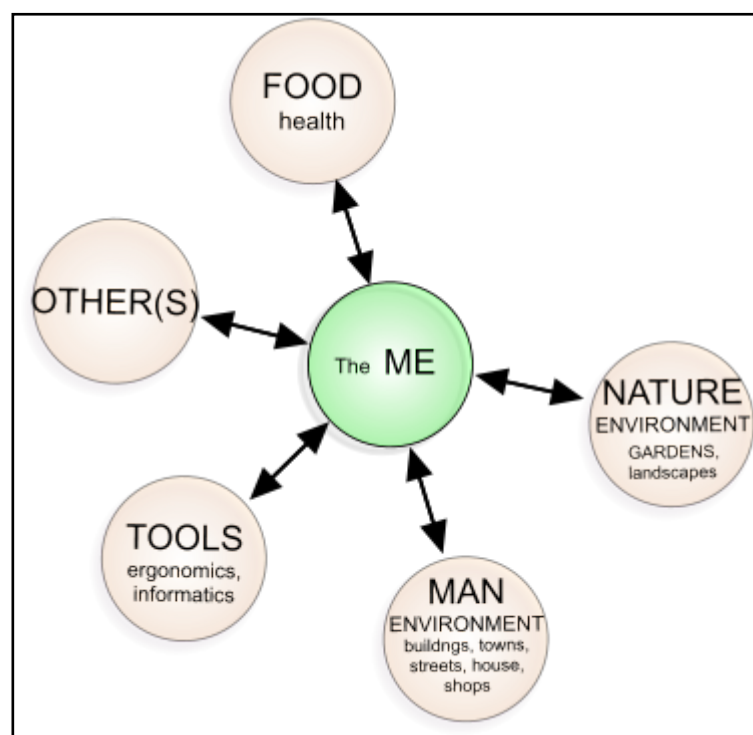 FOOD
health
OTHER(S)
The ME
NATURE
ENVIRONMENT
GARDENS,
landscapes
TOOLS
ergonomics,
informatics
MAN
ENVIRONMENT
buildngs, towns,
streets, house,
shops